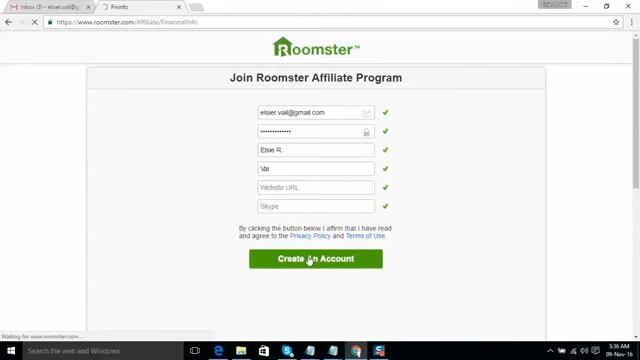 Inbox (3) - elsier.vail@g
Fininfo
https://www.roomster.com/Affiliate/FinancialInfo
Roomster™
Join Roomster Affiliate Program
elsier.vail@gmail.com
•••••••••••••
Elsie R.
Vai
Website URL
Skype
By clicking the button below I affirm that I have read
and agree to the Privacy Policy and Terms of Use.
Create An Account
Waiting for www.roomster.com...
Search the web and Windows
3:36 AM
09-Nov-16